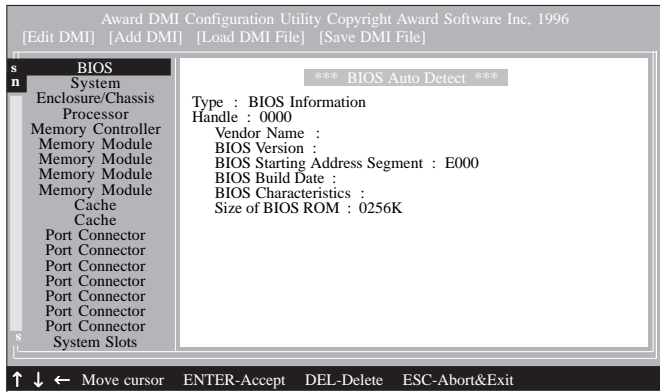 Award DMI Configuration Utility Copyright Award Software Inc, 1996
[Edit DMI] [Add DMI] [Load DMI File] [Save DMI File]
s
n
BIOS
System
Enclosure/Chassis
Processor
Memory Controller
Memory Module
Memory Module
Memory Module
Memory Module
Cache
Cache
Port Connector
Port Connector
Port Connector
Port Connector
Port Connector
Port Connector
Port Connector
System Slots
s
*** BIOS Auto Detect ***
Type : BIOS Information
Handle : 0000
Vendor Name :
BIOS Version :
BIOS Starting Address Segment : E000
BIOS Build Date :
BIOS Characteristics :
Size of BIOS ROM : 0256K
↑ ↓ ← Move cursor ENTER-Accept DEL-Delete ESC-Abort&Exit